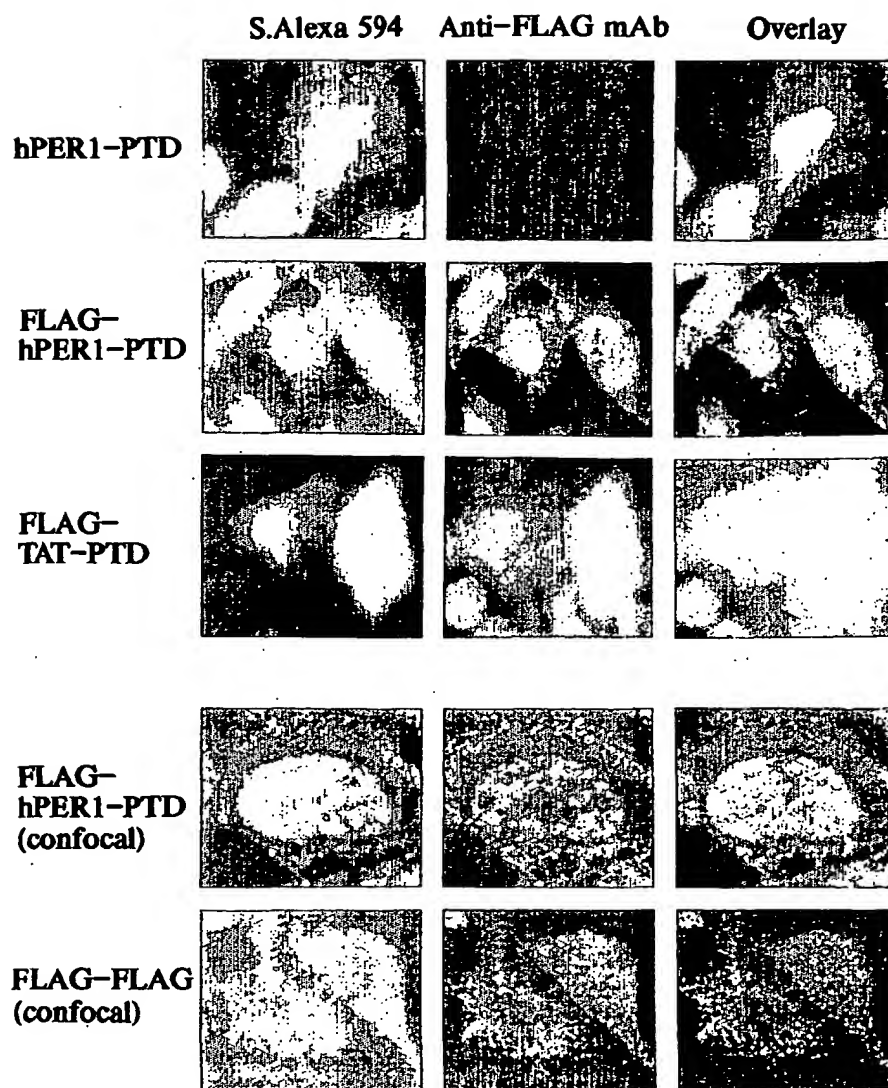 S.Alexa 594 Anti-FLAG mAb Overlay
hPER1-PTD
FLAG-
hPER1-PTD
FLAG-
TAT-PTD
FLAG-
hPER1-PTD
(confocal)
FLAG-FLAG
(confocal)